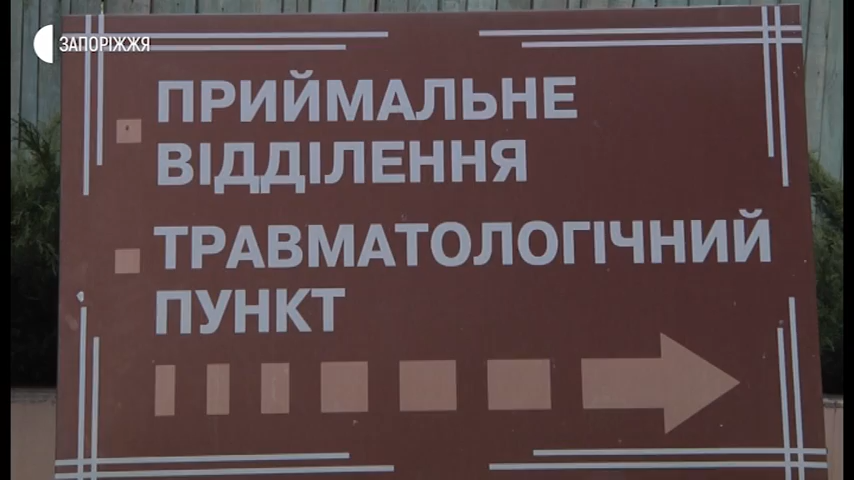 ЗАПОРІЖЖЯ
ПРИЙМАЛЬНЕ
ВІДДІЛЕННЯ
ТРАВМАТОЛОГІЧНИЙ
ПУНКТ